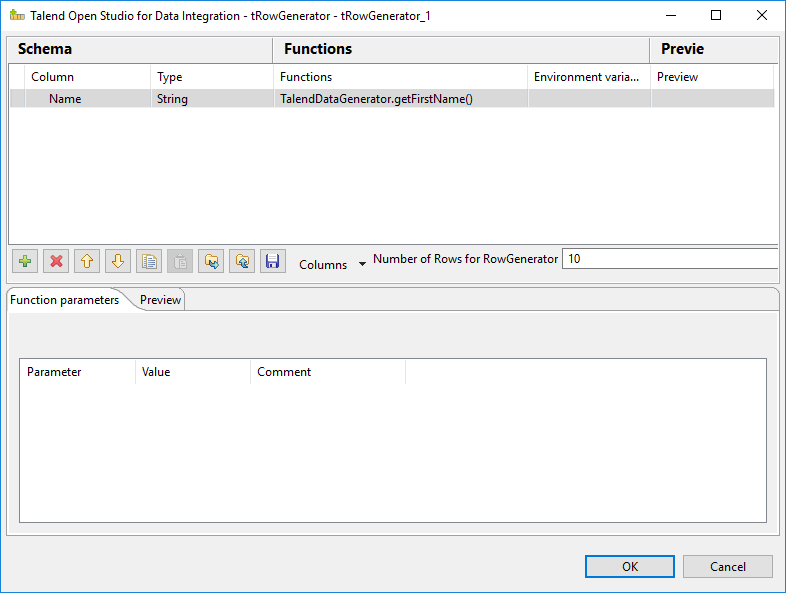 Talend Open Studio for Data Integration - tRowGenerator - tRowGenerator_1
Schema Functions Previe
Column Type Functions Environment varia... Preview
Name String TalendDataGenerator.getFirstName()
Columns Number of Rows for RowGenerator 10
Function parameters Preview
Parameter Value Comment
OK Cancel